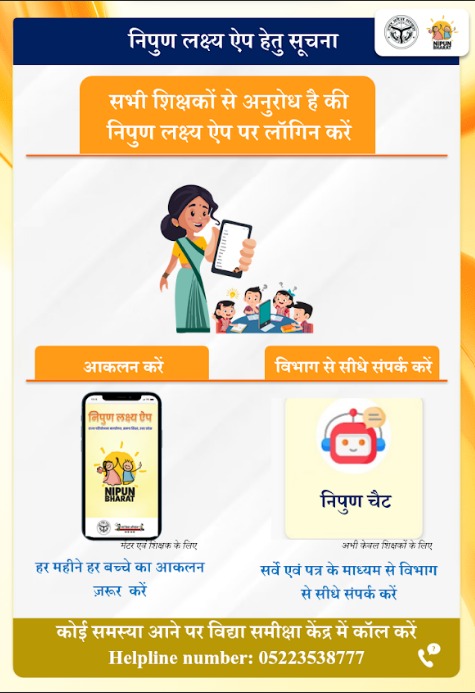 निपुण लक्ष्य ऐप हेतु सूचना
NIPUN
BHARAT
सभी शिक्षकों से अनुरोध है की
निपुण लक्ष्य ऐप पर लॉगिन करें
आकलन करें
विभाग से सीधे संपर्क करें
निपुण लक्ष्य ऐप
NIPUN
BHARAT
निपुण चैट
मेंटर एवं शिक्षक के लिए
अभी केवल शिक्षकों के लिए
हर महीने हर बच्चे का आकलन
ज़रूर करें
सर्वे एवं पत्र के माध्यम से विभाग
से सीधे संपर्क करें
कोई समस्या आने पर विद्या समीक्षा केंद्र में कॉल करें
Helpline number: 05223538777